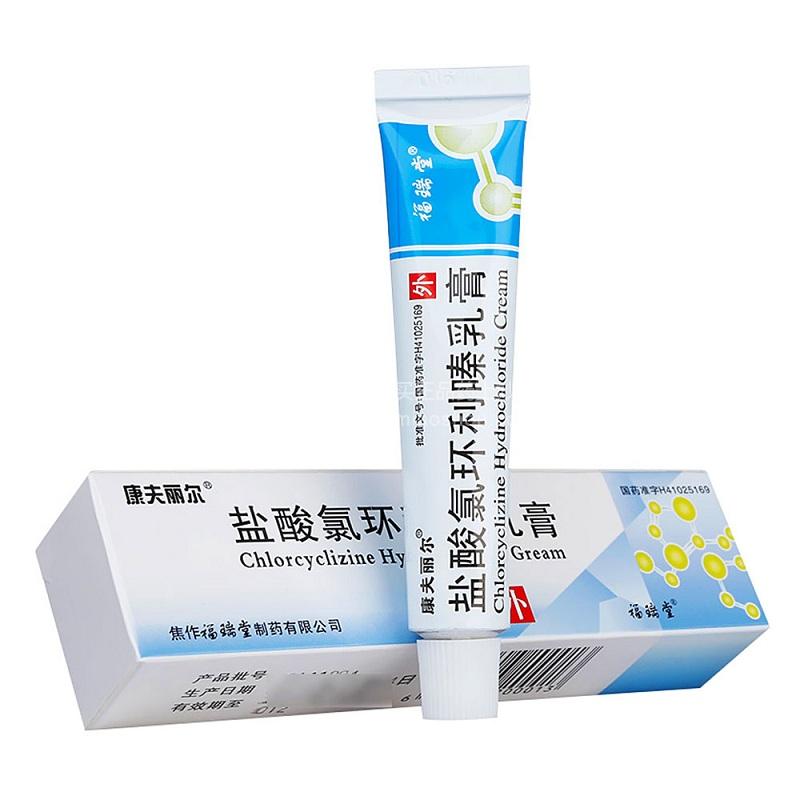 福瑞堂®
外
批准文号:国药准字H41025169
盐酸氯环利嗪乳膏
Chlorcyclizine Hydrochloride Cream
康夫丽尔®
康夫丽尔®
盐酸氯环
乳膏
Chlorcyclizine Hy
Gream
国药准字H41025169
外
福瑞堂®
焦作福瑞堂制药有限公司
产品批号
生产日期
有效期至